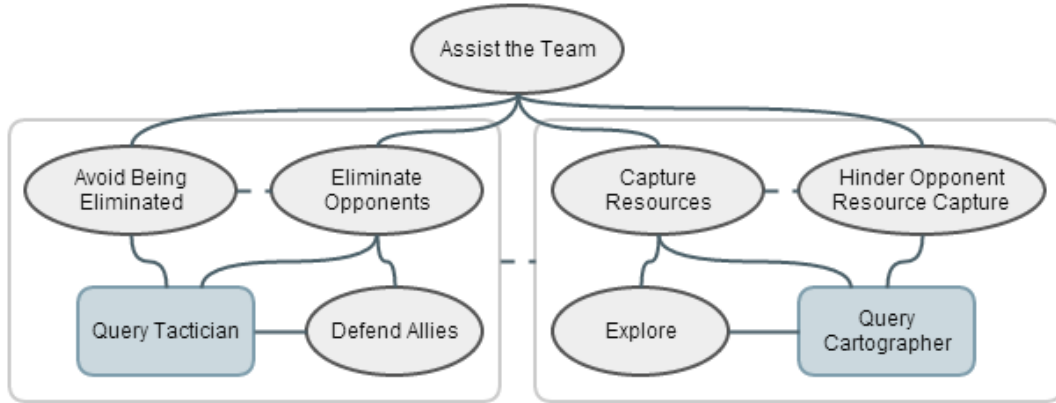 Assist the Team
Avoid Being
Eliminated
Eliminate
Opponents
Capture
Resources
Hinder Opponent
Resource Capture
Query Tactician
Defend Allies
Explore
Query
Cartographer